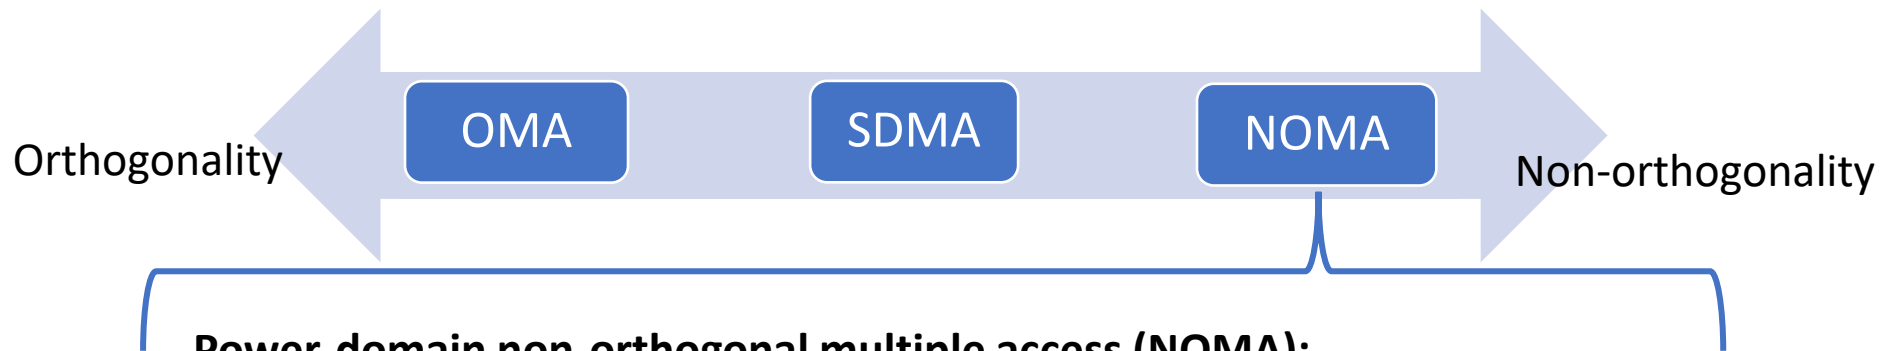 OMA
SDMA
NOMA
Orthogonality
Non-orthogonality
Power-domain non-orthogonal multiple access (NOMA):